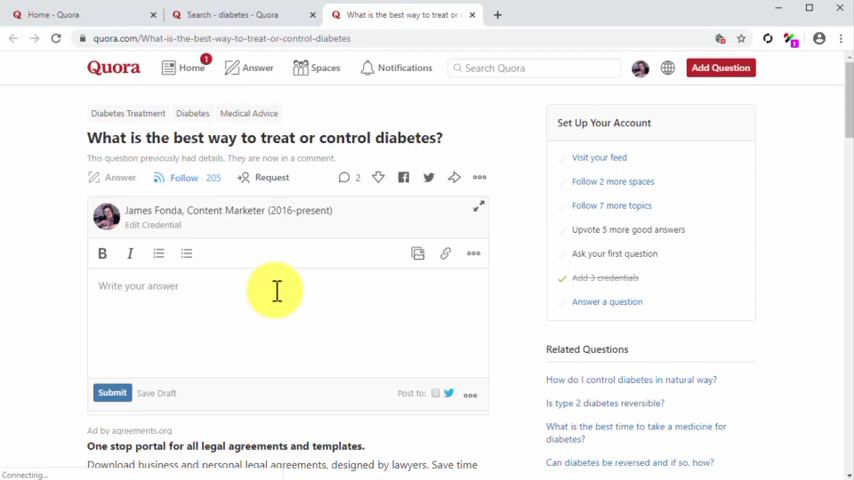 Home - Quora
Search - diabetes - Quora
What is the best way to treat or c
quora.com/What-is-the-best-way-to-treat-or-control-diabetes
Quora
Home 1
Answer
Spaces
Notifications
Search Quora
Add Question
Diabetes Treatment
Diabetes
Medical Advice
What is the best way to treat or control diabetes?
This question previously had details. They are now in a comment.
Answer
Follow · 205
Request
2
James Fonda, Content Marketer (2016-present)
Edit Credential
B I
Write your answer
Submit
Save Draft
Post to:
Ad by agreements.org
One stop portal for all legal agreements and templates.
Download business and personal legal agreements, designed by lawyers. Save time
Set Up Your Account
Visit your feed
Follow 2 more spaces
Follow 7 more topics
Upvote 5 more good answers
Ask your first question
Add 3 credentials
Answer a question
Related Questions
How do I control diabetes in natural way?
Is type 2 diabetes reversible?
What is the best time to take a medicine for
diabetes?
Can diabetes be reversed and if so, how?
Connecting...